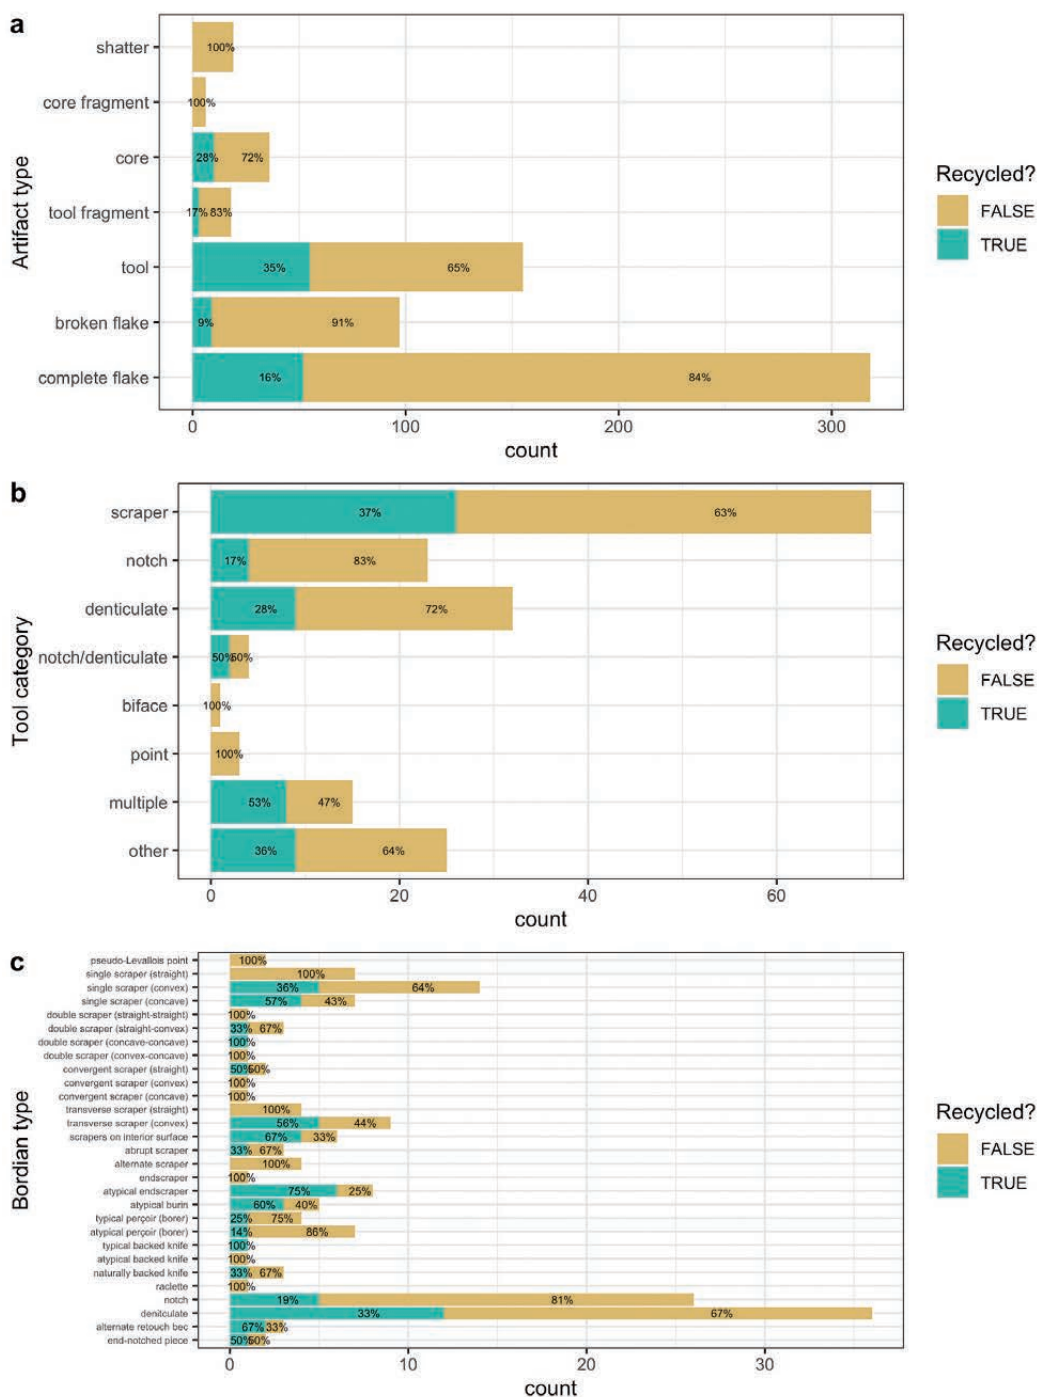 a
shatter 100%
core fragment 100%
core 28% 72%
tool fragment 17% 83%
tool 35% 65%
broken flake 9% 91%
complete flake 16% 84%
0 100 200 300
count
Artifact type
Recycled?
FALSE
TRUE
b
scraper 37% 63%
notch 17% 83%
denticulate 28% 72%
notch/denticulate 50% 50%
biface 100%
point 100%
multiple 53% 47%
other 36% 64%
0 20 40 60
count
Tool category
Recycled?
FALSE
TRUE
c
pseudo-Levallois point 100%
single scraper (straight) 100%
single scraper (convex) 36% 64%
single scraper (concave) 57% 43%
double scraper (straight-straight) 100%
double scraper (straight-convex) 33% 67%
double scraper (concave-concave) 100%
double scraper (convex-concave) 100%
convergent scraper (straight) 50% 50%
convergent scraper (convex) 100%
convergent scraper (concave) 100%
transverse scraper (straight) 100%
transverse scraper (convex) 56% 44%
scrapers on interior surface 67% 33%
abrupt scraper 33% 67%
alternate scraper 100%
endscraper 100%
atypical endscraper 75% 25%
atypical burin 60% 40%
typical perçoir (borer) 25% 75%
atypical perçoir (borer) 14% 86%
typical backed knife 100%
atypical backed knife 100%
naturally backed knife 33% 67%
raclette 100%
notch 19% 81%
denitculate 33% 67%
alternate retouch bec 67% 33%
end-notched piece 50% 50%
0 10 20 30
count
Bordian type
Recycled?
FALSE
TRUE